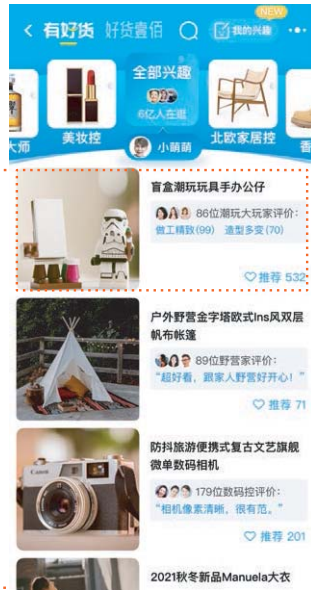 NEW
有好货 好货壹佰 我的兴趣
全部兴趣
6亿人在逛
大师 美妆控 小萌萌 北欧家居控 香
盲盒潮玩玩具手办公仔
86位潮玩大玩家评价:
做工精致(99) 造型多变(70)
推荐 532
户外野营金字塔欧式Ins风双层
帆布帐篷
89位野营家评价:
“超好看,跟家人野营好开心!”
推荐 71
防抖旅游便携式复古文艺旗舰
微单数码相机
Canon
179位数码控评价:
“相机像素清晰,很有范。”
推荐 201
2021秋冬新品Manuela大衣